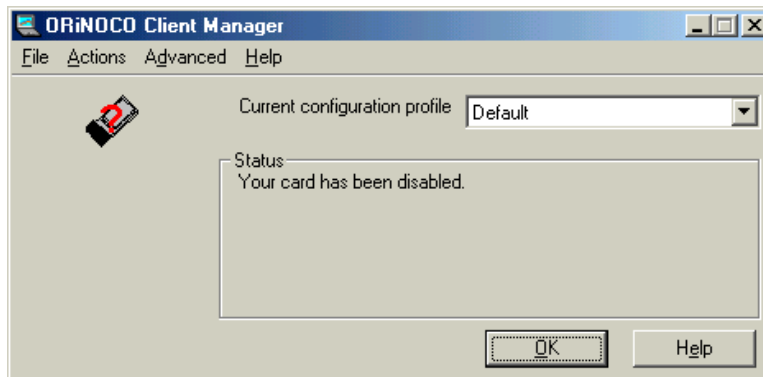 ORiNOCO Client Manager
File Actions Advanced Help
?
Current configuration profile Default
Status
Your card has been disabled.
OK Help